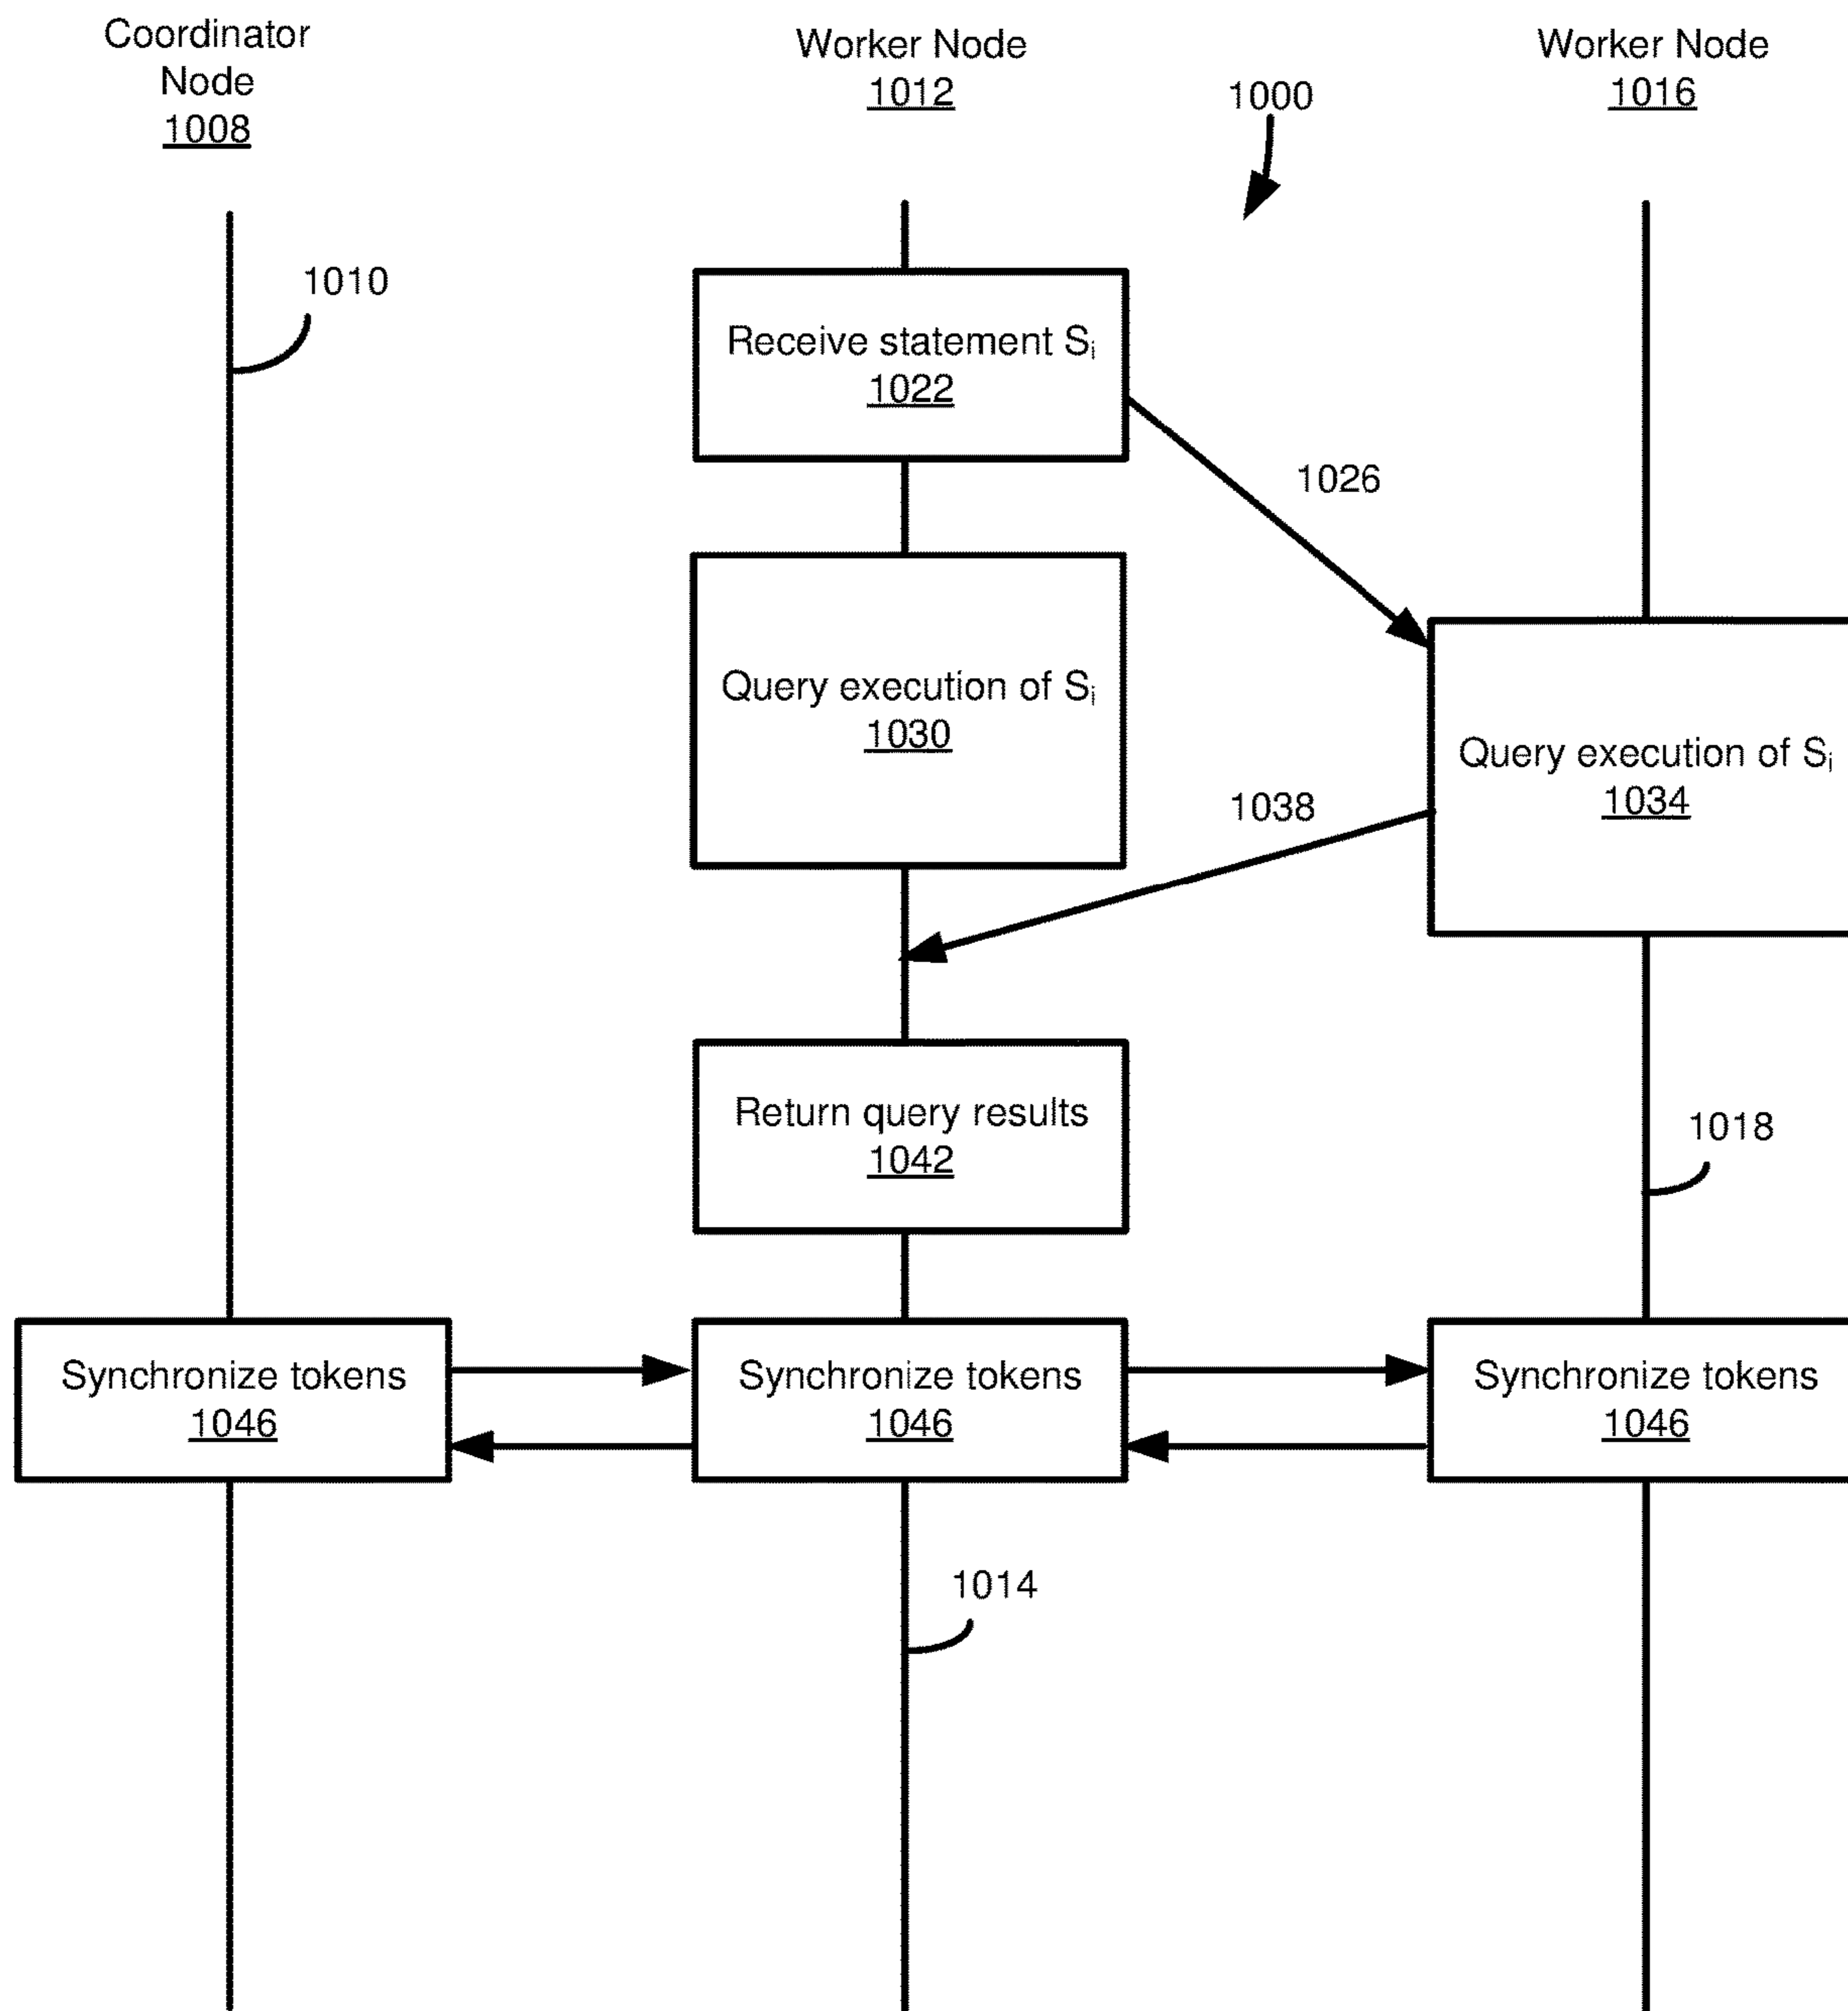 Coordinator
Node
1008
Worker Node
1012
1000
Worker Node
1016
1010
Receive statement Si
1022
1026
Query execution of Si
1030
Query execution of Si
1034
1038
Return query results
1042
1018
Synchronize tokens
1046
Synchronize tokens
1046
Synchronize tokens
1046
1014